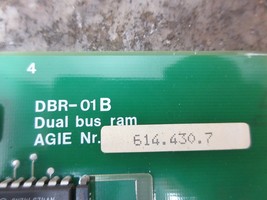 4
DBR-01B
Dual bus ram
AGIE Nr. 614.430.7